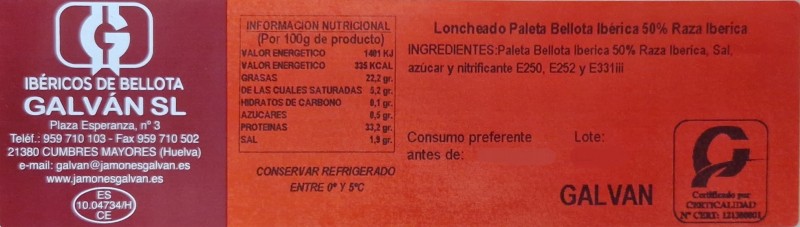 IBÉRICOS DE BELLOTA
GALVÁN SL
Plaza Esperanza, nº 3
Teléf.: 959 710 103 - Fax 959 710 502
21380 CUMBRES MAYORES (Huelva)
e-mail: galvan@jamonesgalvan.es
www.jamonesgalvan.es
ES
10.04734/H
CE
INFORMACION NUTRICIONAL
(Por 100g de producto)
VALOR ENERGETICO 1401 KJ
VALOR ENERGETICO 335 KCAL
GRASAS 22,2 gr.
DE LAS CUALES SATURADAS 5,2 gr.
HIDRATOS DE CARBONO 0,1 gr.
AZUCARES 0,5 gr.
PROTEINAS 33,2 gr.
SAL 1,9 gr.
CONSERVAR REFRIGERADO
ENTRE 0º Y 5ºC
Loncheado Paleta Bellota Ibérica 50% Raza Iberica
INGREDIENTES:Paleta Bellota Iberica 50% Raza Iberica, Sal,
azúcar y nitrificante E250, E252 y E331iii
Consumo preferente
antes de:
Lote:
GALVAN
Certificado por
CERTICALIDAD
Nº CERT: